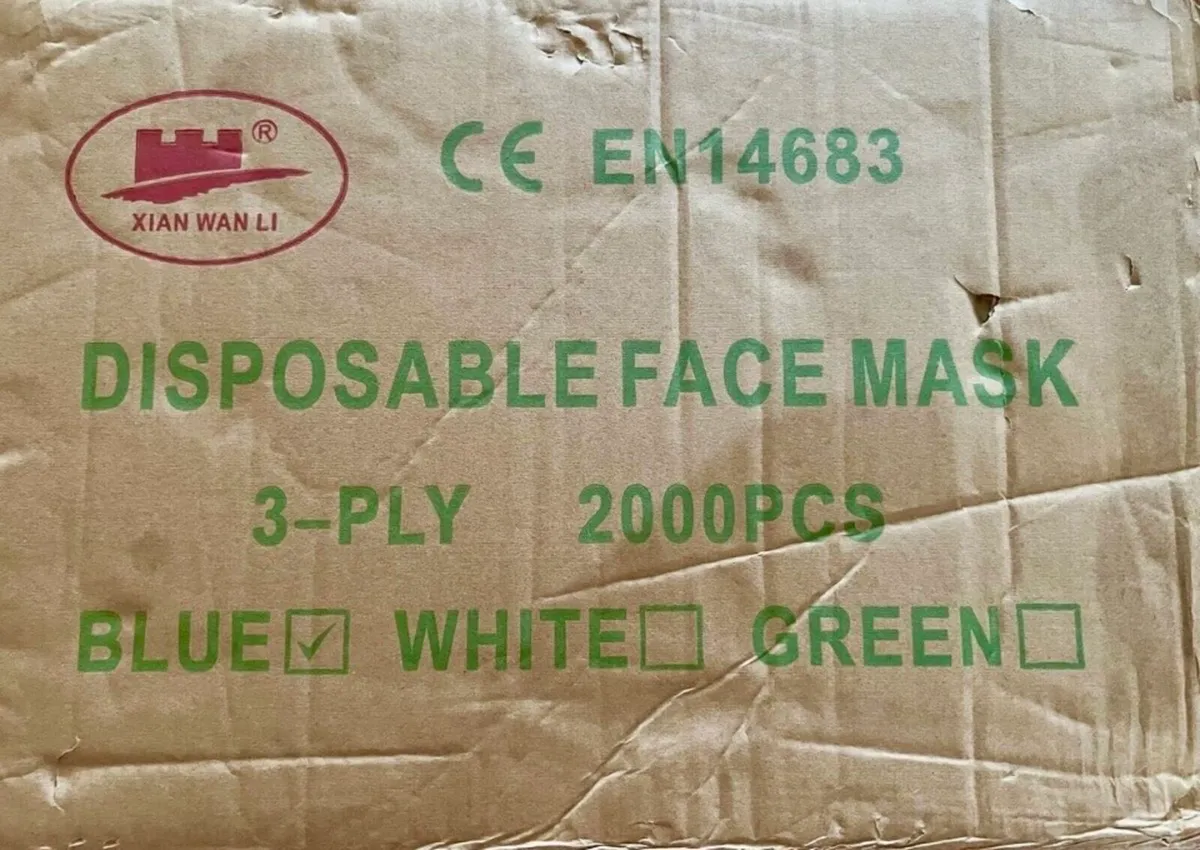 ®
XIAN WAN LI
CE EN14683
DISPOSABLE FACE MASK
3-PLY 2000PCS
BLUE ☑ WHITE ☐ GREEN ☐